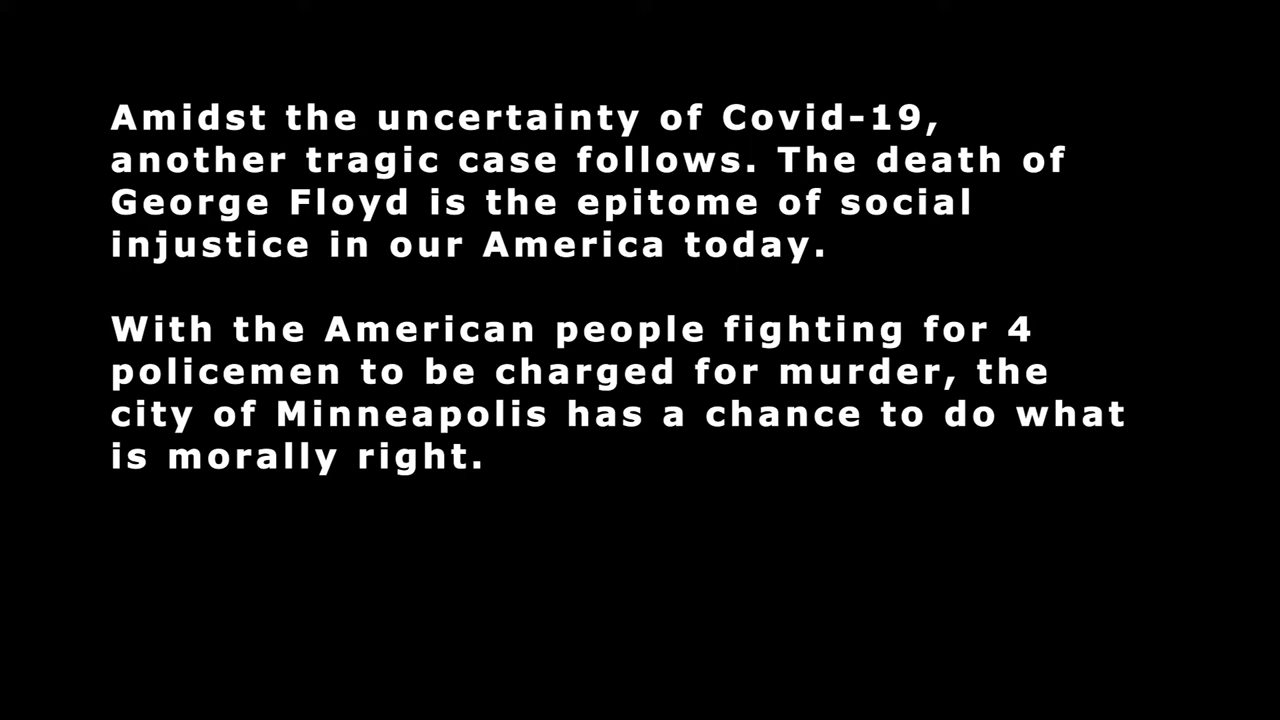 Amidst the uncertainty of Covid-19,
another tragic case follows. The death of
George Floyd is the epitome of social
injustice in our America today.
With the American people fighting for 4
policemen to be charged for murder, the
city of Minneapolis has a chance to do what
is morally right.